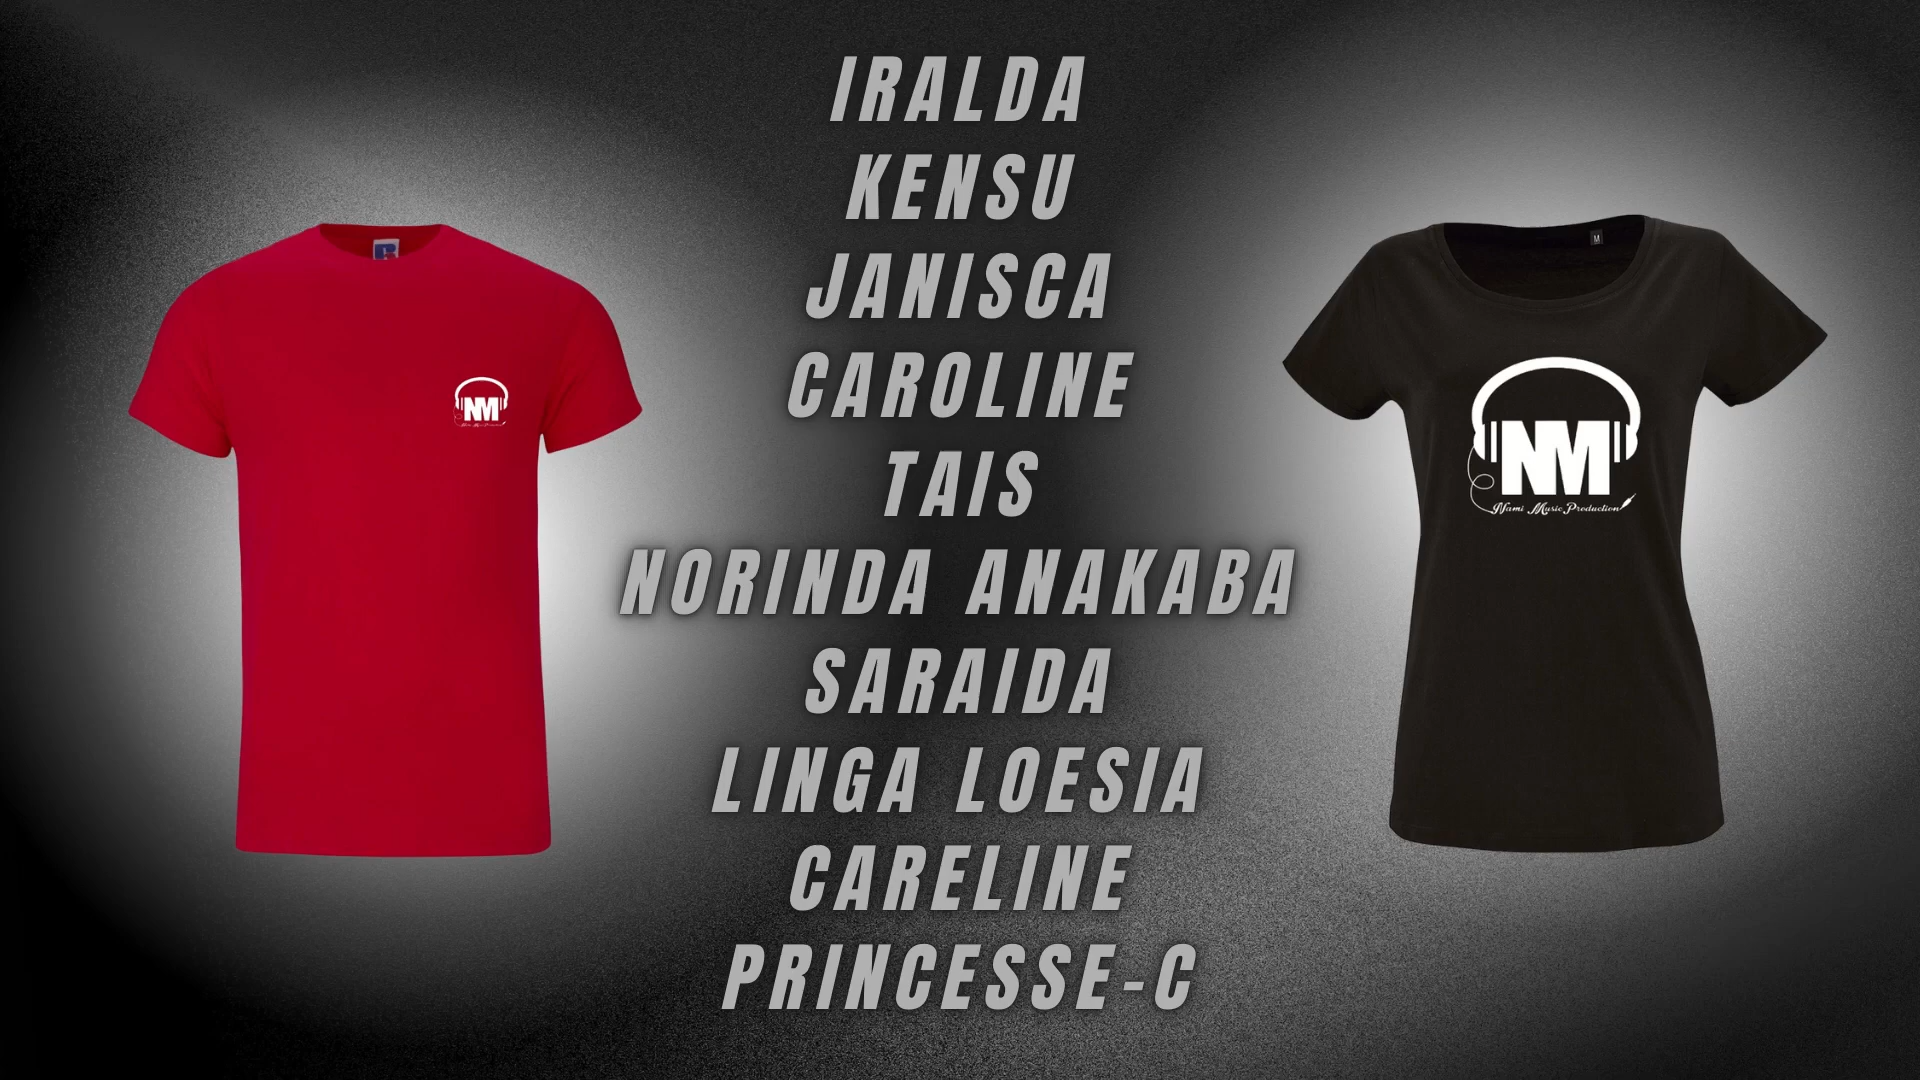 IRALDA
KENSU
JANISCA
CAROLINE
TAIS
NORINDA ANAKABA
SARAIDA
LINGA LOESIA
CARELINE
PRINCESSE-C
R
NM
M
NM
Nami Music Production